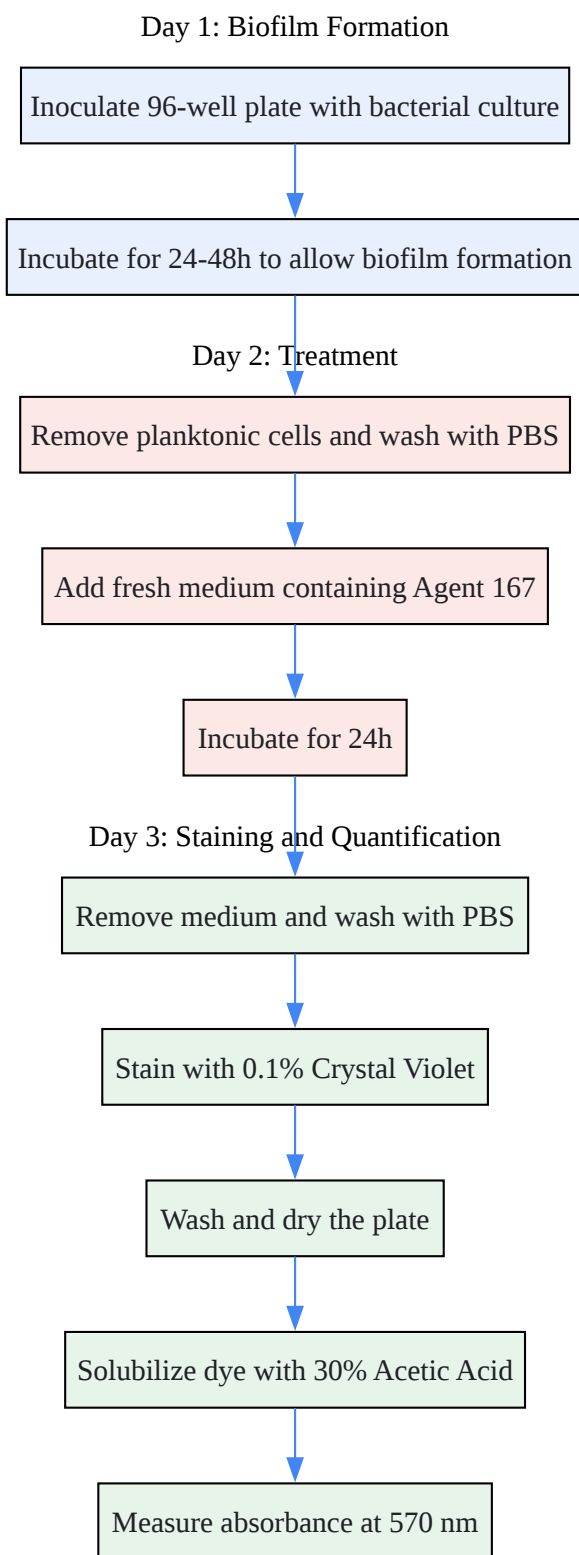 Day 1: Biofilm Formation
Inoculate 96-well plate with bacterial culture
Incubate for 24-48h to allow biofilm formation
Day 2: Treatment
Remove planktonic cells and wash with PBS
Add fresh medium containing Agent 167
Incubate for 24h
Day 3: Staining and Quantification
Remove medium and wash with PBS
Stain with 0.1% Crystal Violet
Wash and dry the plate
Solubilize dye with 30% Acetic Acid
Measure absorbance at 570 nm